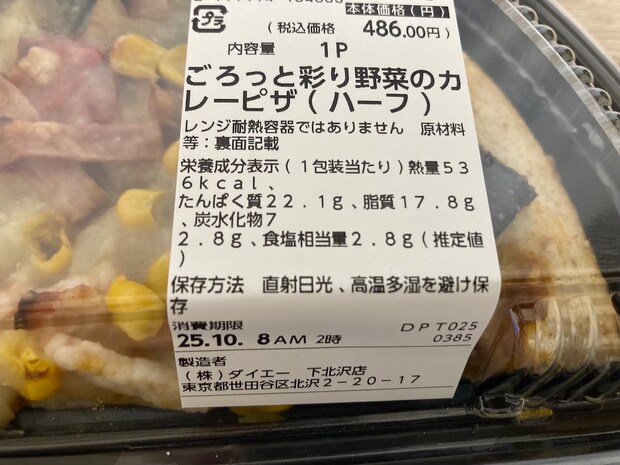 本体価格(円)
プラ
(税込価格 486.00円)
内容量 1P
ごろっと彩り野菜のカ
レーピザ(ハーフ)
レンジ耐熱容器ではありません 原材料
等:裏面記載
栄養成分表示(1包装当たり)熱量53
6kcal、
たんぱく質22.1g、脂質17.8g
、炭水化物7
2.8g、食塩相当量2.8g(推定値
)
保存方法 直射日光、高温多湿を避け保
存
消費期限
25.10. 8AM 2時
DPT025
0385
製造者
(株)ダイエー 下北沢店
東京都世田谷区北沢2-20-17